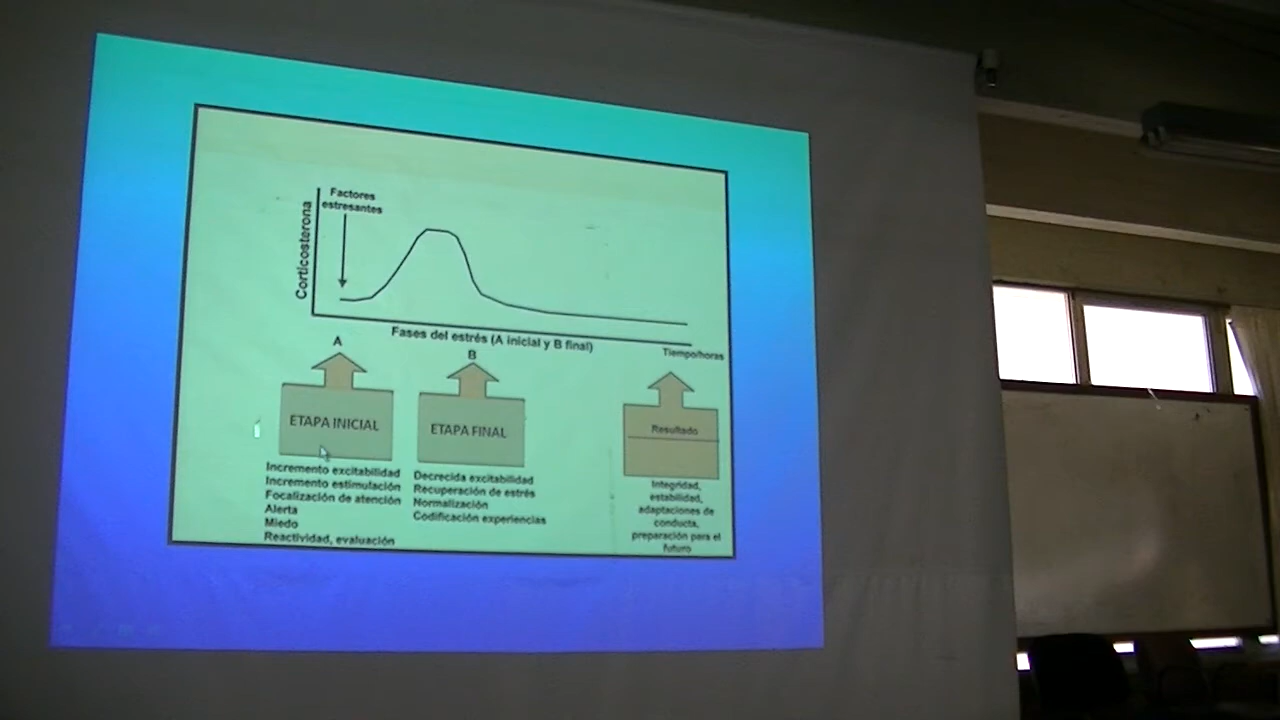 Factores
estresantes
Corticosterona
Fases del estrés (A inicial y B final)
Tiempo/horas
A
B
ETAPA INICIAL
Incremento excitabilidad
Incremento estimulación
Focalización de atención
Alerta
Miedo
Reactividad, evaluación
ETAPA FINAL
Decrecida excitabilidad
Recuperación de estrés
Normalización
Codificación experiencias
Resultado
Integridad,
estabilidad,
adaptaciones de
conducta,
preparación para el
futuro